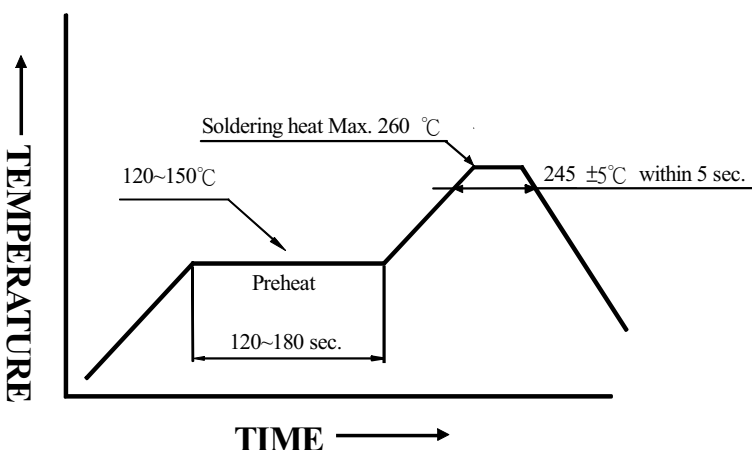 Soldering heat Max. 260 ℃
120~150℃
245 ±5℃ within 5 sec.
TEMPERATURE
Preheat
120~180 sec.
TIME